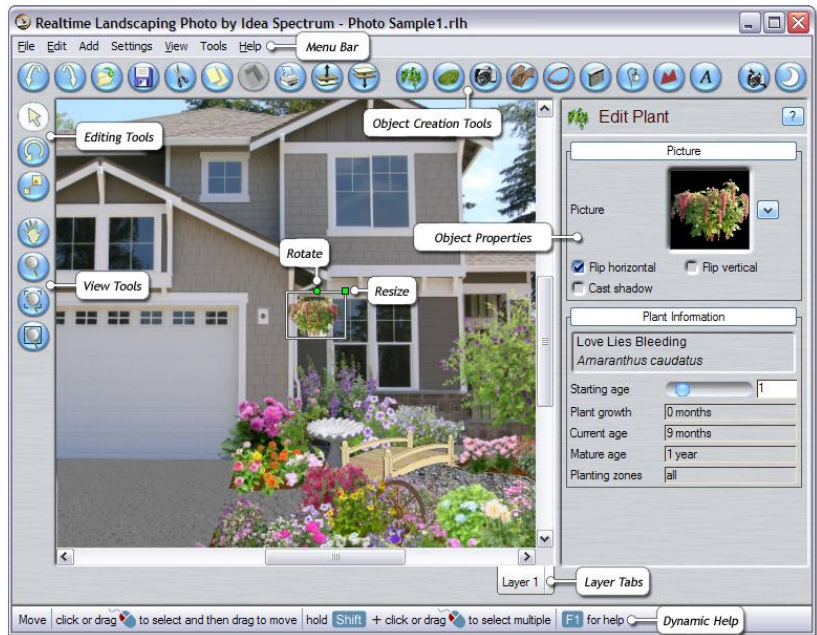 Realtime Landscaping Photo by Idea Spectrum - Photo Sample1.rlh
File Edit Add Settings View Tools Help
Menu Bar
A
Object Creation Tools
Editing Tools
Edit Plant
?
Picture
Picture
Object Properties
Rotate
Flip horizontal
Flip vertical
View Tools
Resize
Cast shadow
Plant Information
Love Lies Bleeding
Amaranthus caudatus
Starting age 1
Plant growth 0 months
Current age 9 months
Mature age 1 year
Planting zones all
Layer 1
Layer Tabs
Move click or drag to select and then drag to move hold Shift + click or drag to select multiple F1 for help
Dynamic Help